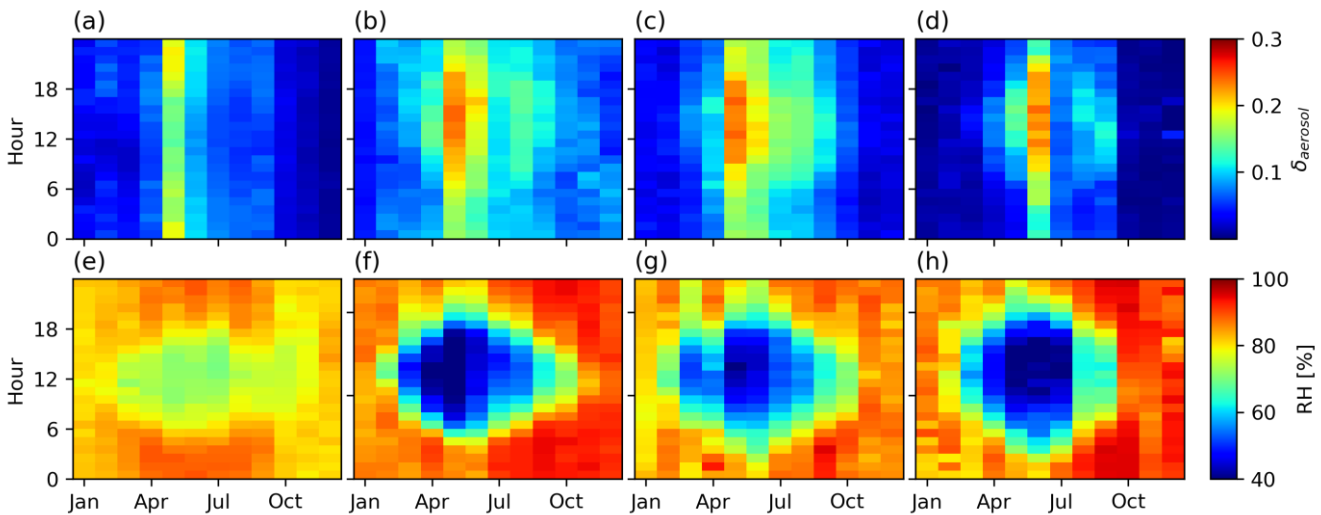 (a) (b) (c) (d)
18
12
6
0
Hour
0.3
0.2
0.1
δaerosol
(e) (f) (g) (h)
18
12
6
0
Hour
100
80
60
40
RH [%]
Jan Apr Jul Oct Jan Apr Jul Oct Jan Apr Jul Oct Jan Apr Jul Oct